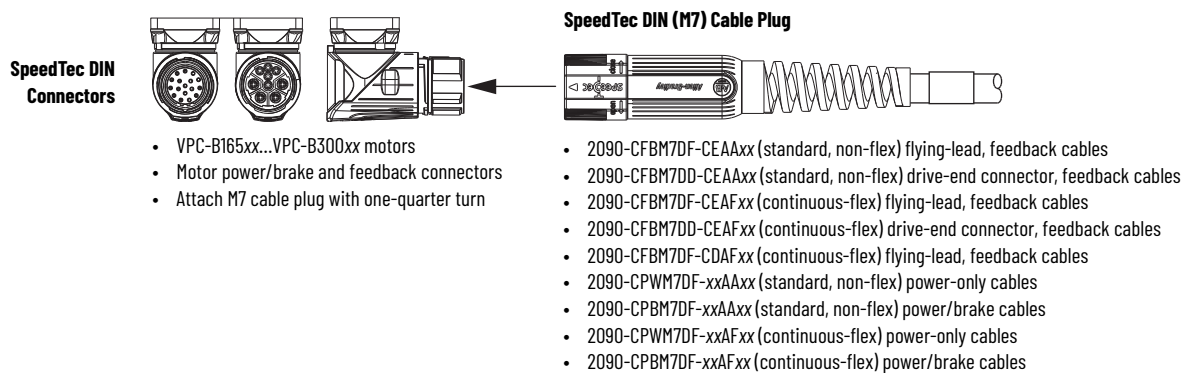 SpeedTec DIN (M7) Cable Plug
SpeedTec DIN
Connectors
• VPC-B165xx...VPC-B300xx motors
• Motor power/brake and feedback connectors
• Attach M7 cable plug with one-quarter turn
• 2090-CFBM7DF-CEAAxx (standard, non-flex) flying-lead, feedback cables
• 2090-CFBM7DD-CEAAxx (standard, non-flex) drive-end connector, feedback cables
• 2090-CFBM7DF-CEAFxx (continuous-flex) flying-lead, feedback cables
• 2090-CFBM7DD-CEAFxx (continuous-flex) drive-end connector, feedback cables
• 2090-CFBM7DF-CDAFxx (continuous-flex) flying-lead, feedback cables
• 2090-CPWM7DF-xxAAxx (standard, non-flex) power-only cables
• 2090-CPBM7DF-xxAAxx (standard, non-flex) power/brake cables
• 2090-CPWM7DF-xxAFxx (continuous-flex) power-only cables
• 2090-CPBM7DF-xxAFxx (continuous-flex) power/brake cables
Allen-Bradley